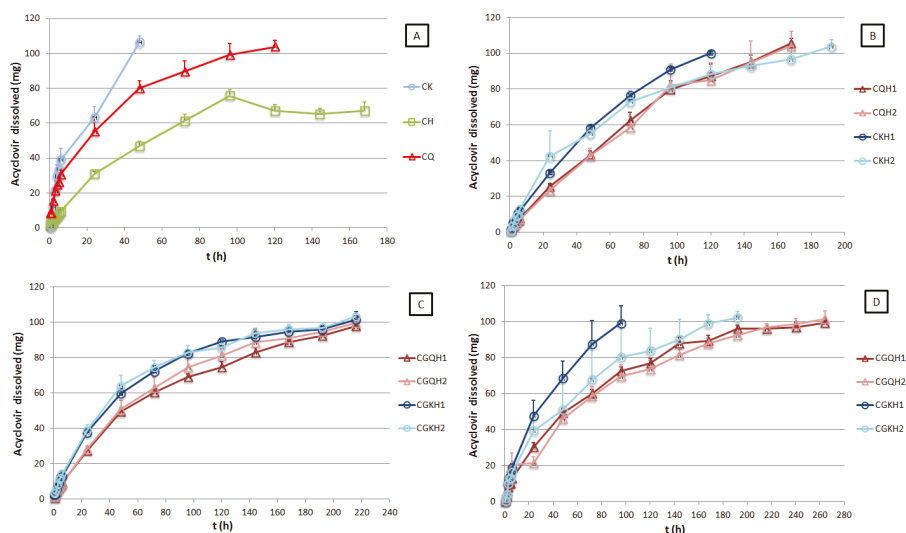 A
Acyclovir dissolved (mg)
120
100
80
60
40
20
0
0 20 40 60 80 100 120 140 160 180
t (h)
CK
CH
CQ
B
Acyclovir dissolved (mg)
120
100
80
60
40
20
0
0 20 40 60 80 100 120 140 160 180 200
t (h)
CQH1
CQH2
CKH1
CKH2
C
Acyclovir dissolved (mg)
120
100
80
60
40
20
0
0 20 40 60 80 100 120 140 160 180 200 220 240
t (h)
CGQH1
CGQH2
CGKH1
CGKH2
D
Acyclovir dissolved (mg)
120
100
80
60
40
20
0
0 20 40 60 80 100 120 140 160 180 200 220 240 260 280
t (h)
CGQH1
CGQH2
CGKH1
CGKH2